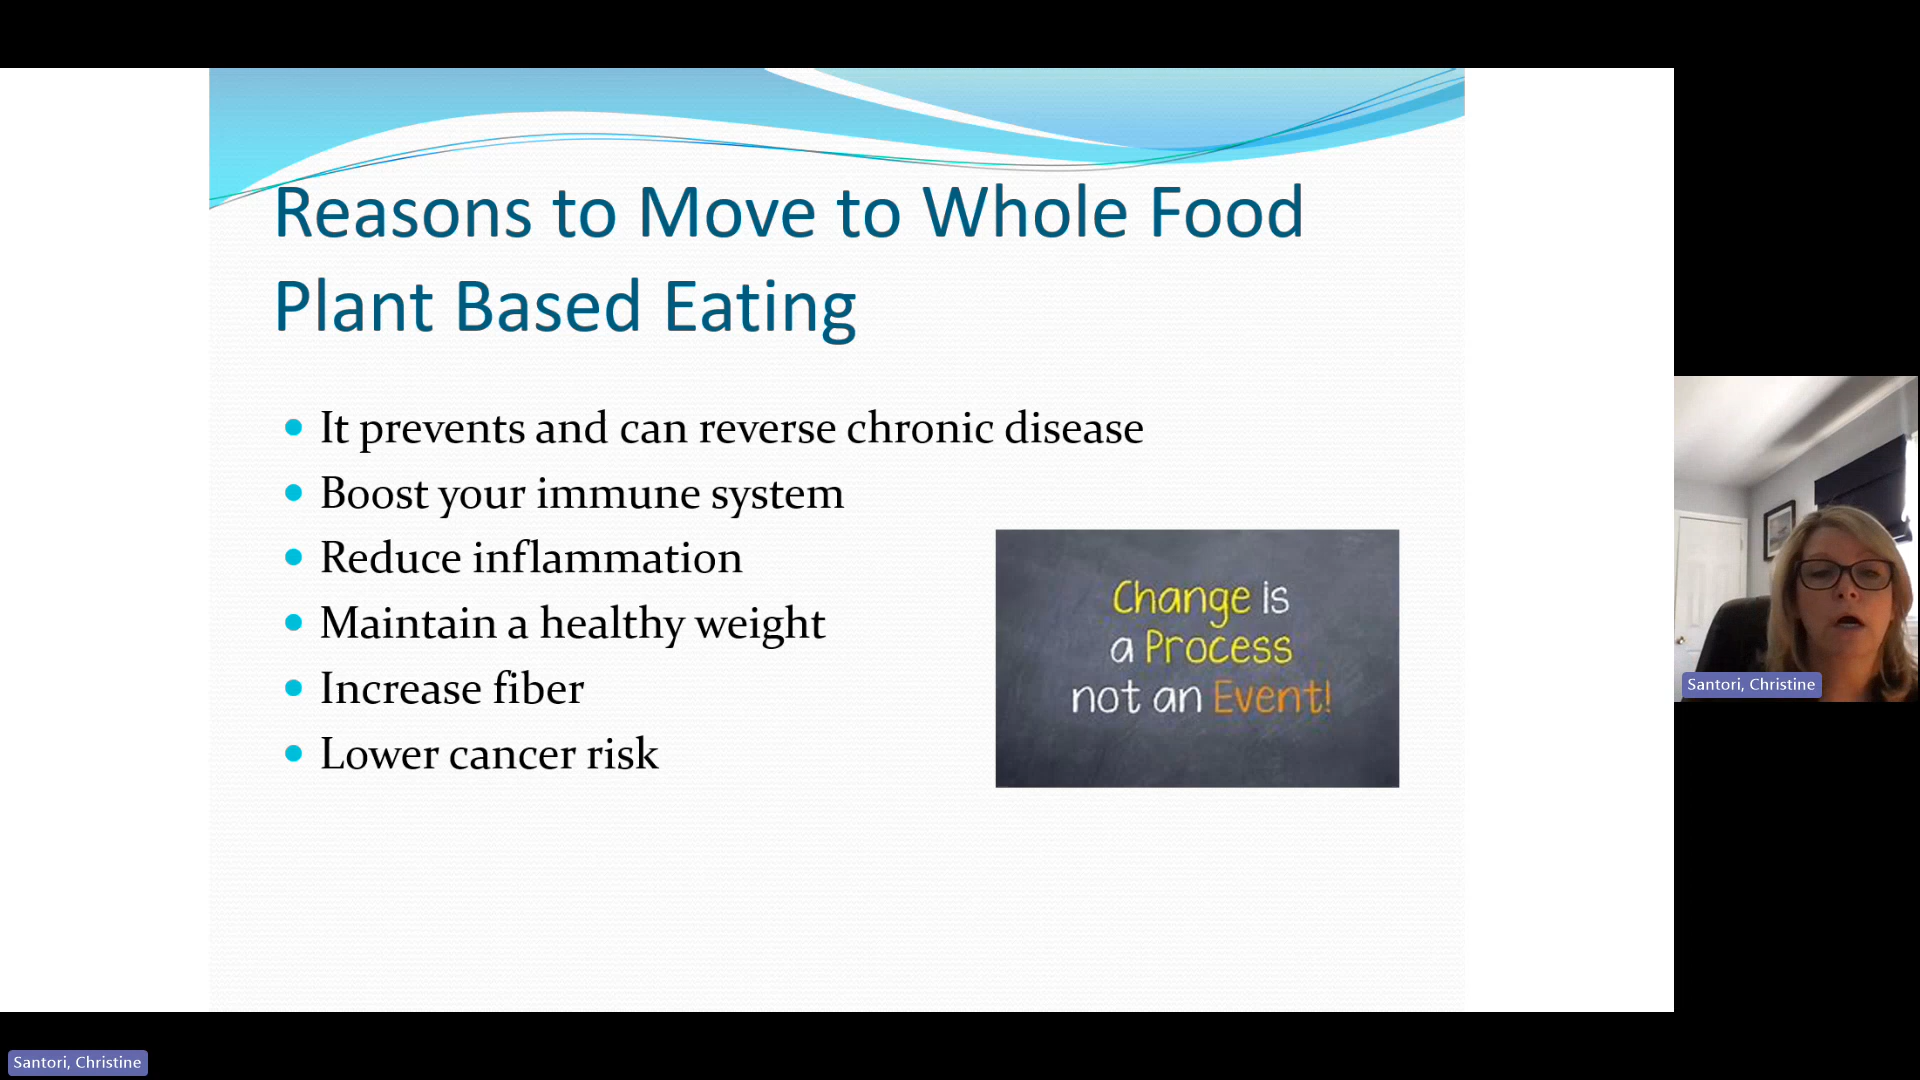 Reasons to Move to Whole Food
Plant Based Eating
It prevents and can reverse chronic disease
Boost your immune system
Reduce inflammation
Maintain a healthy weight
Increase fiber
Lower cancer risk
Change is
a Process
not an Event!
Santori, Christine
Santori, Christine